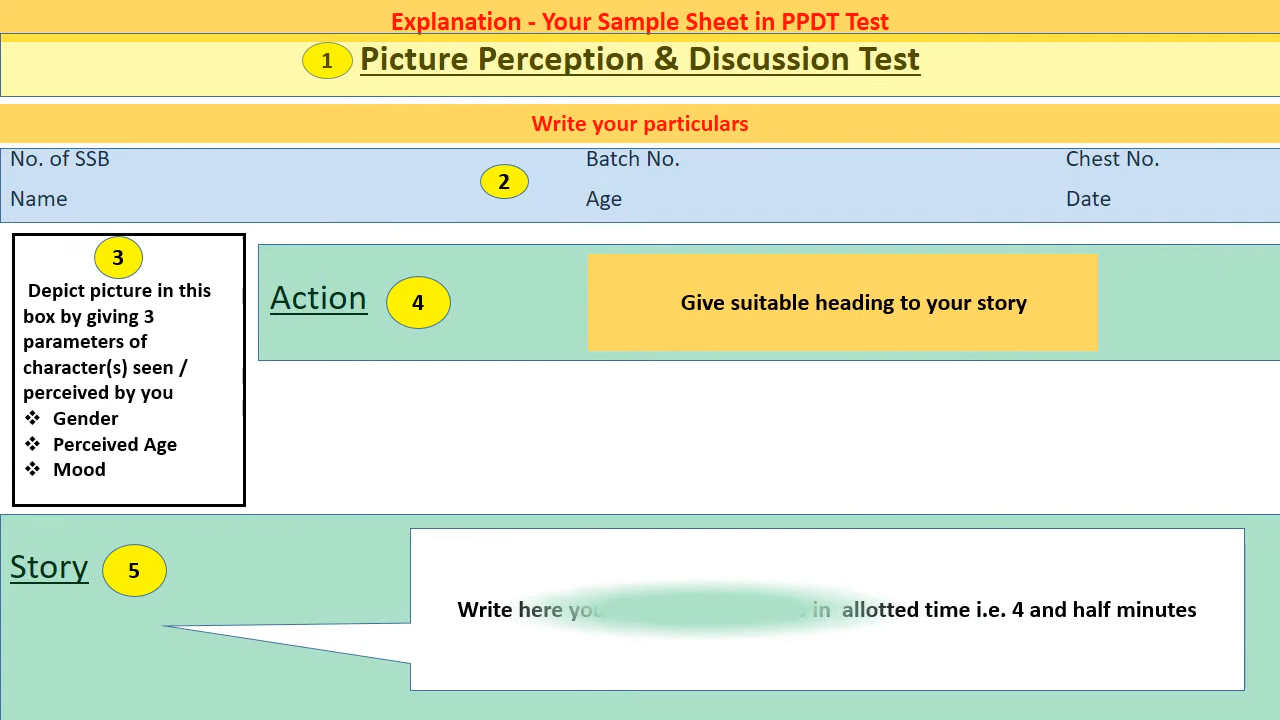 Explanation - Your Sample Sheet in PPDT Test
1 Picture Perception & Discussion Test
Write your particulars
No. of SSB Batch No. Chest No.
2
Name Age Date
3
Depict picture in this
box by giving 3
parameters of
character(s) seen /
perceived by you
❖ Gender
❖ Perceived Age
❖ Mood
Action 4 Give suitable heading to your story
Story 5
Write here in allotted time i.e. 4 and half minutes